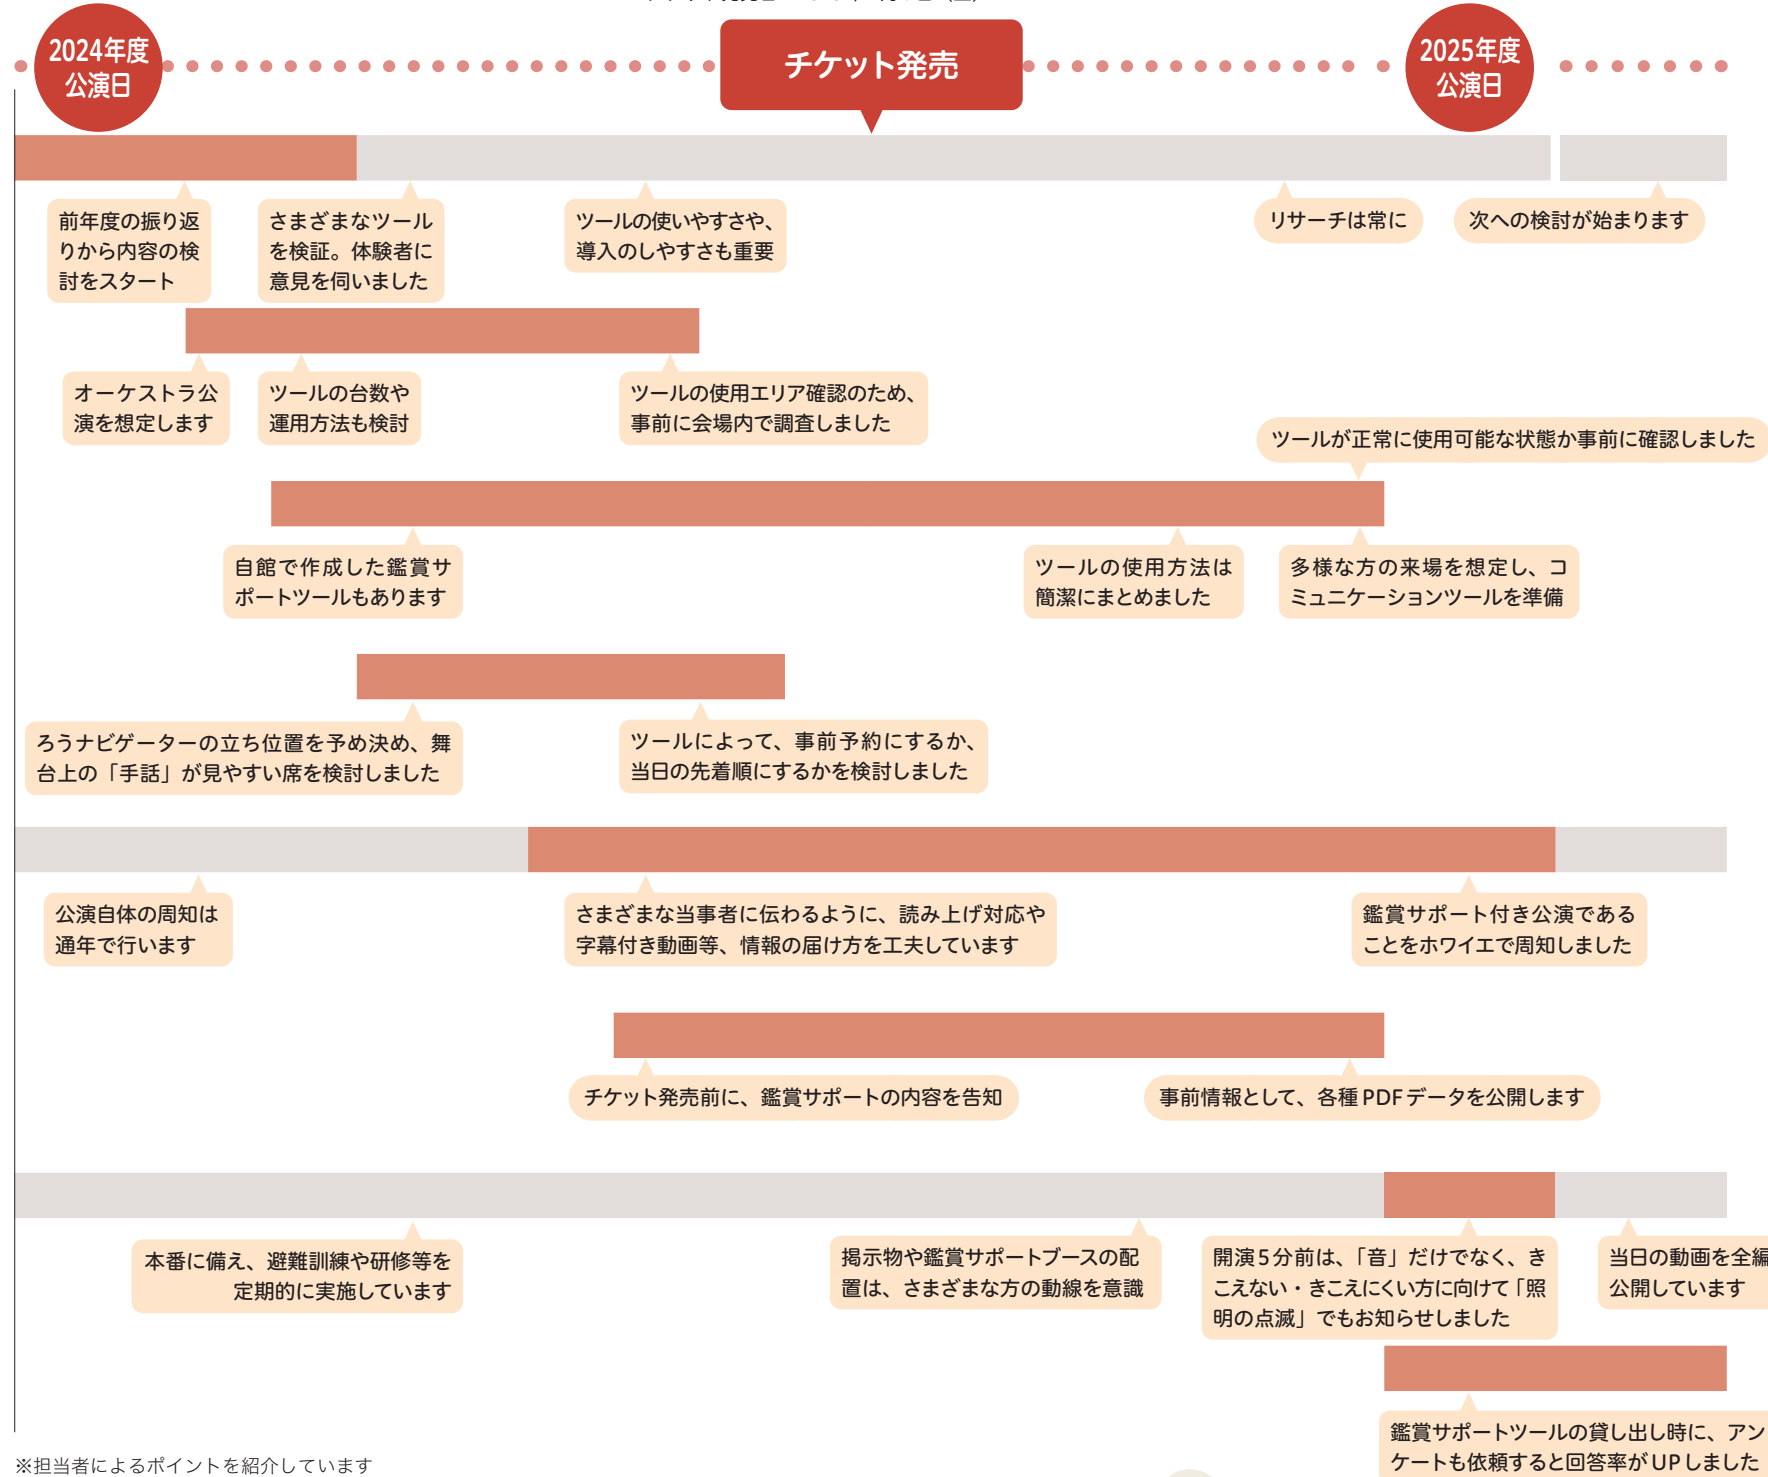 2024年度
公演日
チケット発売
2025年度
公演日
前年度の振り返
りから内容の検
討をスタート
さまざまなツール
を検証。体験者に
意見を伺いました
ツールの使いやすさや、
導入のしやすさも重要
リサーチは常に
次への検討が始まります
オーケストラ公
演を想定します
ツールの台数や
運用方法も検討
ツールの使用エリア確認のため、
事前に会場内で調査しました
ツールが正常に使用可能な状態か事前に確認しました
自館で作成した鑑賞サ
ポートツールもあります
ツールの使用方法は
簡潔にまとめました
多様な方の来場を想定し、コ
ミュニケーションツールを準備
ろうナビゲーターの立ち位置を予め決め、舞
台上の「手話」が見やすい席を検討しました
ツールによって、事前予約にするか、
当日の先着順にするかを検討しました
公演自体の周知は
通年で行います
さまざまな当事者に伝わるように、読み上げ対応や
字幕付き動画等、情報の届け方を工夫しています
鑑賞サポート付き公演である
ことをホワイエで周知しました
チケット発売前に、鑑賞サポートの内容を告知
事前情報として、各種PDFデータを公開します
本番に備え、避難訓練や研修等を
定期的に実施しています
掲示物や鑑賞サポートブースの配
置は、さまざまな方の動線を意識
開演5分前は、「音」だけでなく、き
こえない・きこえにくい方に向けて「照
明の点滅」でもお知らせしました
当日の動画を全編
公開しています
鑑賞サポートツールの貸し出し時に、アン
ケートも依頼すると回答率がUPしました
※担当者によるポイントを紹介しています